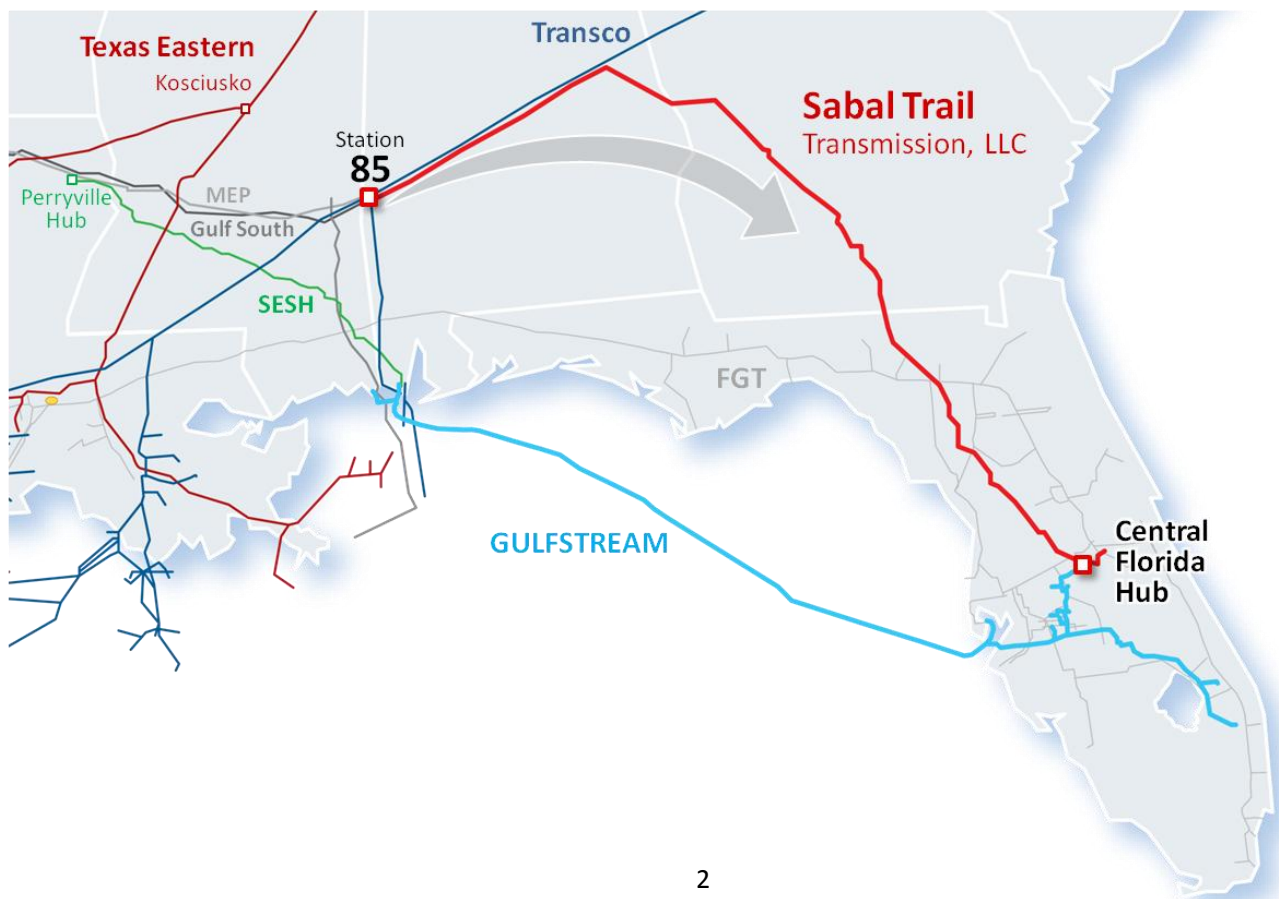 Texas Eastern
Kosciusko
Transco
Sabal Trail
Transmission, LLC
Station
85
Perryville
Hub
MEP
Gulf South
SESH
FGT
GULFSTREAM
Central
Florida
Hub
2